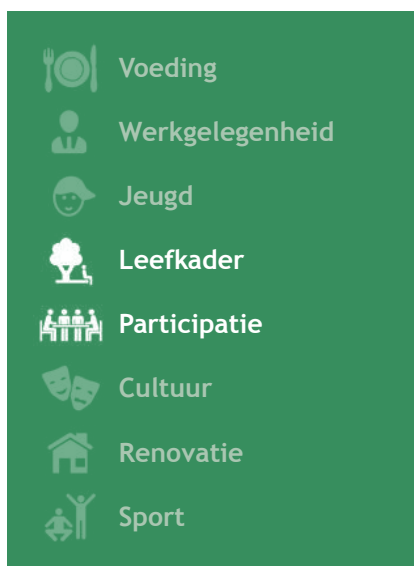 Voeding
Werkgelegenheid
Jeugd
Leefkader
Participatie
Cultuur
Renovatie
Sport